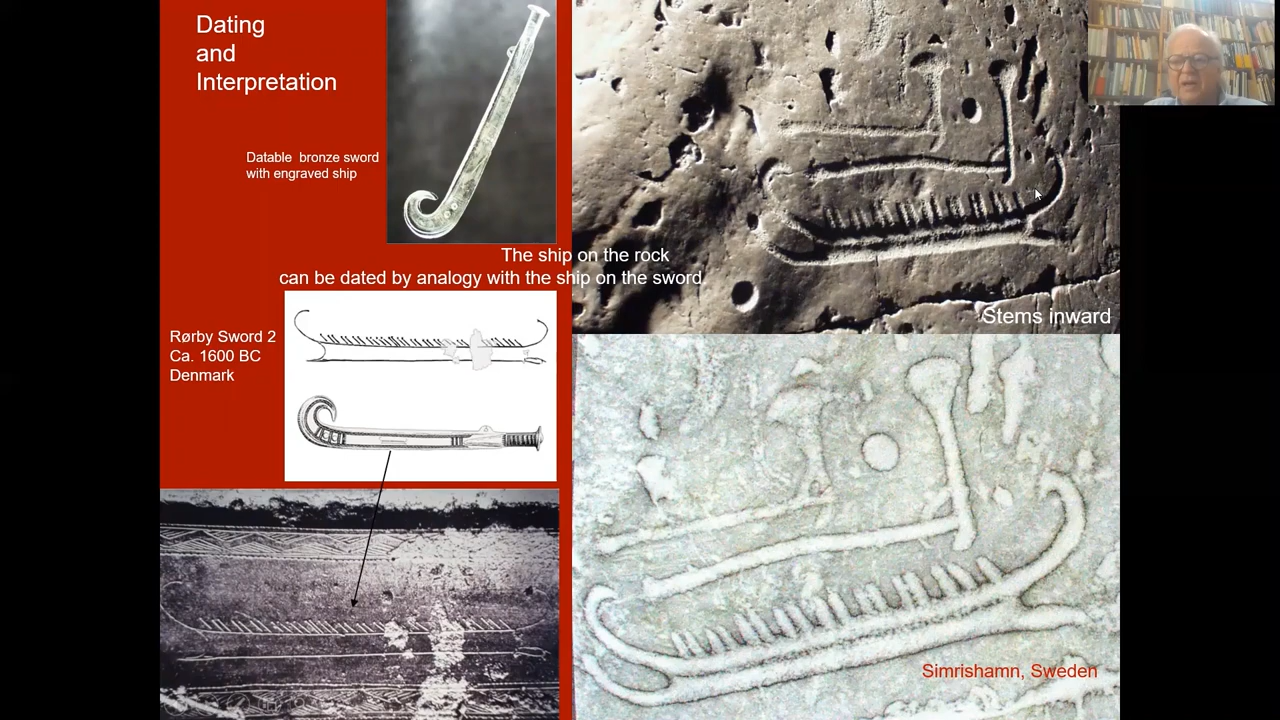 Dating
and
Interpretation
Datable bronze sword
with engraved ship
The ship on the rock
can be dated by analogy with the ship on the sword.
Stems inward
Rørby Sword 2
Ca. 1600 BC
Denmark
Simrishamn, Sweden